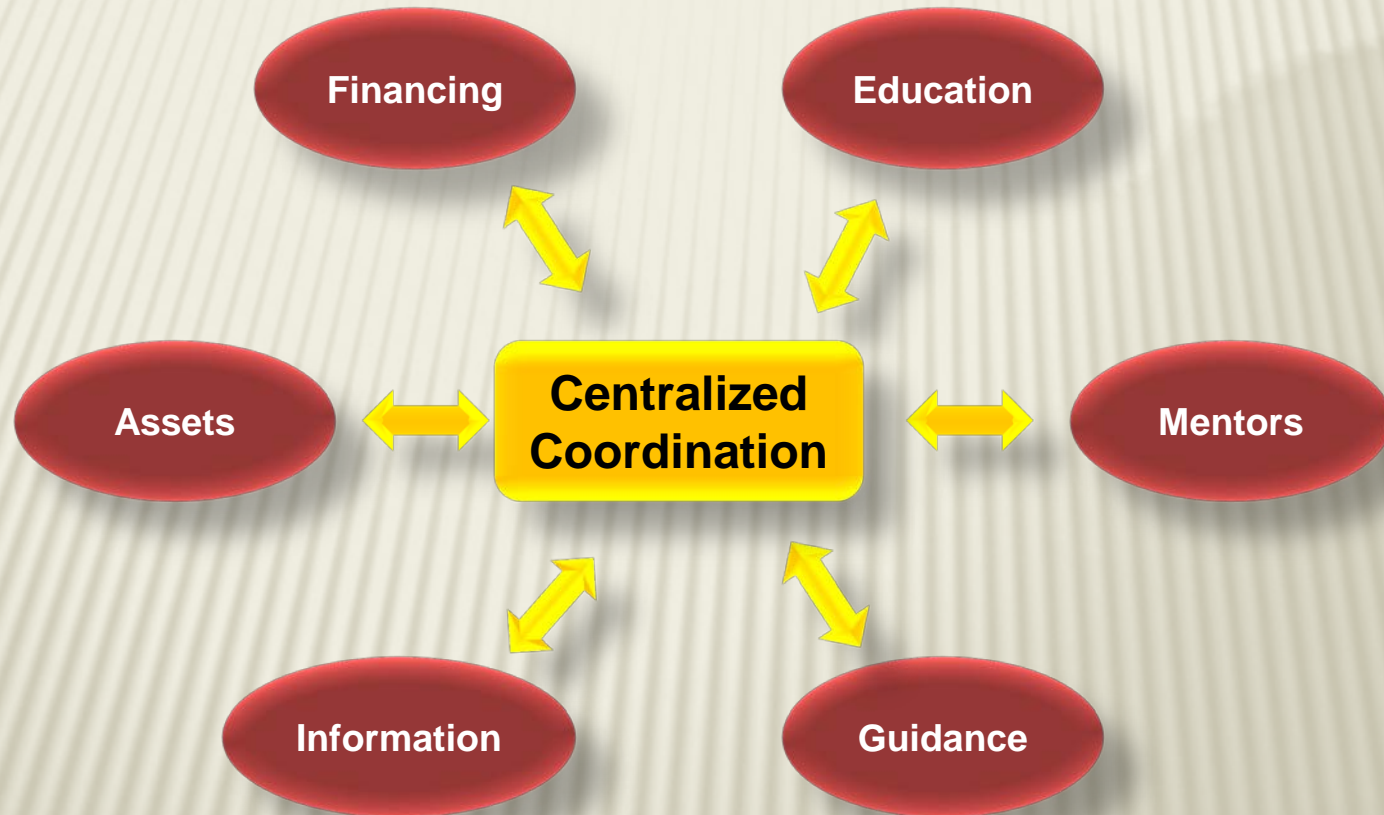 Financing
Education
Assets
Centralized
Coordination
Mentors
Information
Guidance